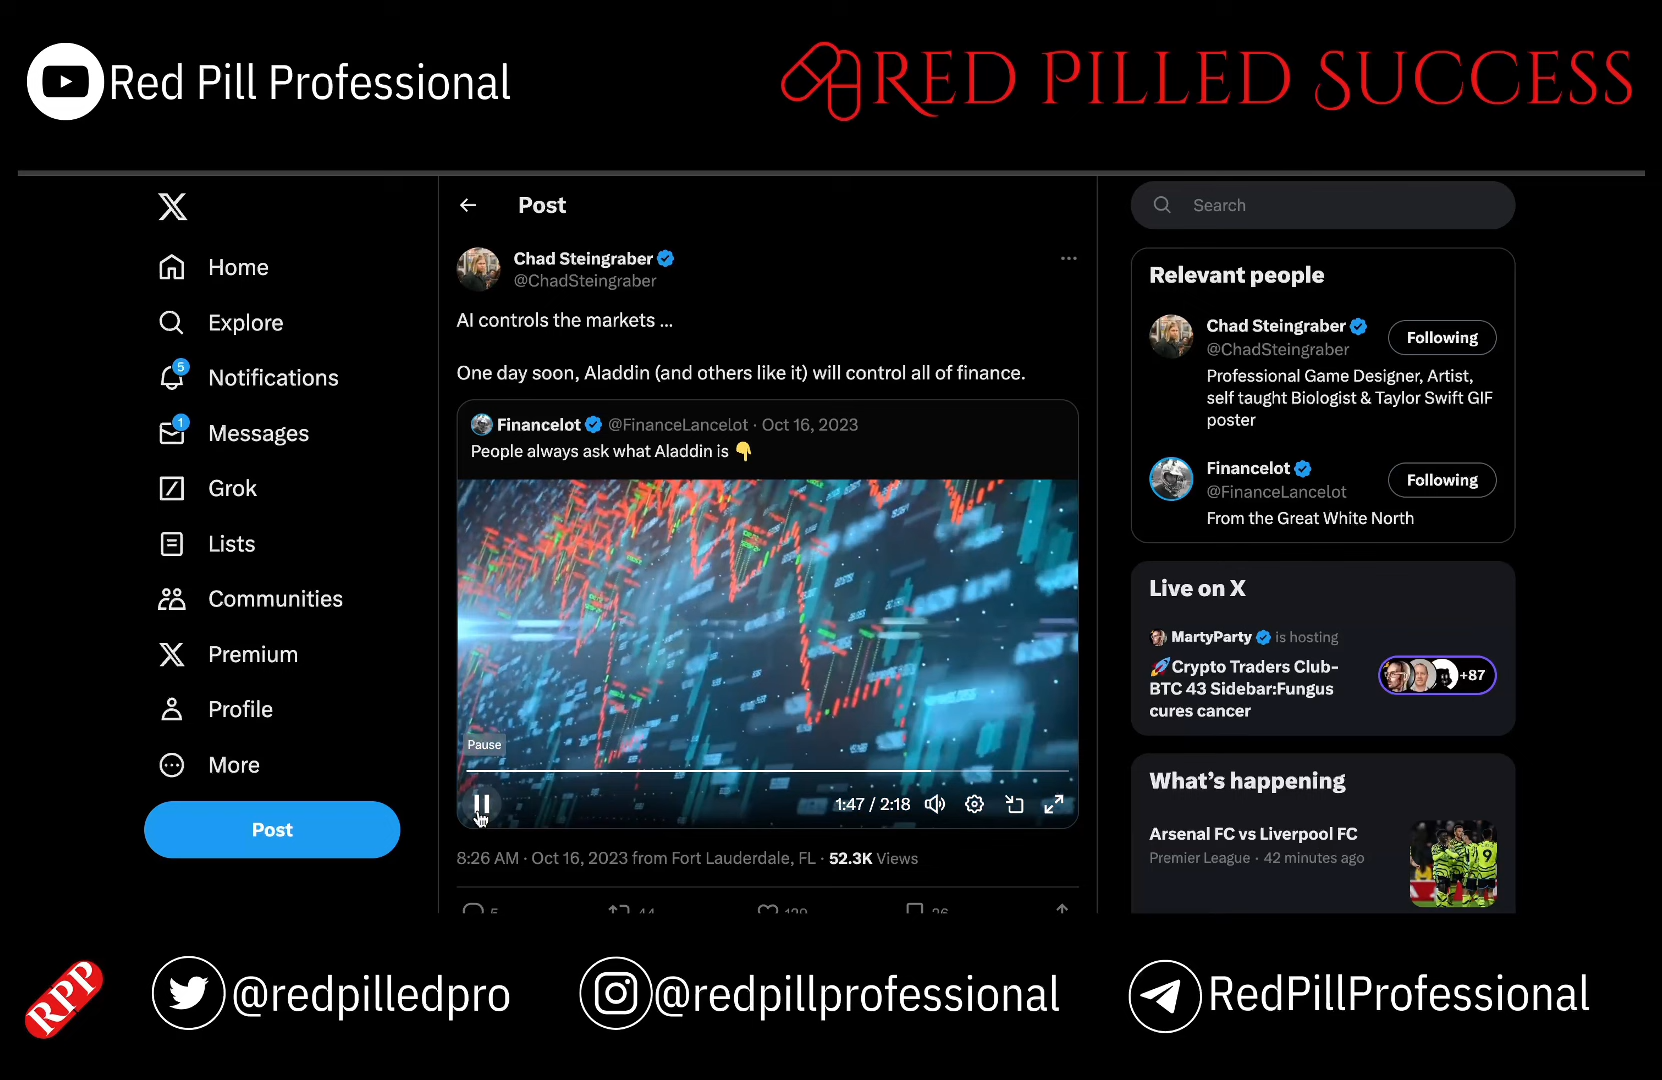 Red Pill Professional
RED PILLED SUCCESS
X
Home
Explore
5
Notifications
1
Messages
Grok
Lists
Communities
Premium
Profile
More
Post
Post
Chad Steingraber
@ChadSteingraber
AI controls the markets ...
One day soon, Aladdin (and others like it) will control all of finance.
Financelot @FinanceLancelot · Oct 16, 2023
People always ask what Aladdin is 👇
Pause
1:47 / 2:18
8:26 AM · Oct 16, 2023 from Fort Lauderdale, FL · 52.3K Views
Search
Relevant people
Chad Steingraber
@ChadSteingraber
Following
Professional Game Designer, Artist,
self taught Biologist & Taylor Swift GIF
poster
Financelot
@FinanceLancelot
Following
From the Great White North
Live on X
MartyParty is hosting
🚀Crypto Traders Club-
BTC 43 Sidebar:Fungus
cures cancer
+87
What's happening
Arsenal FC vs Liverpool FC
Premier League · 42 minutes ago
9
RPP
@redpilledpro
@redpillprofessional
RedPillProfessional